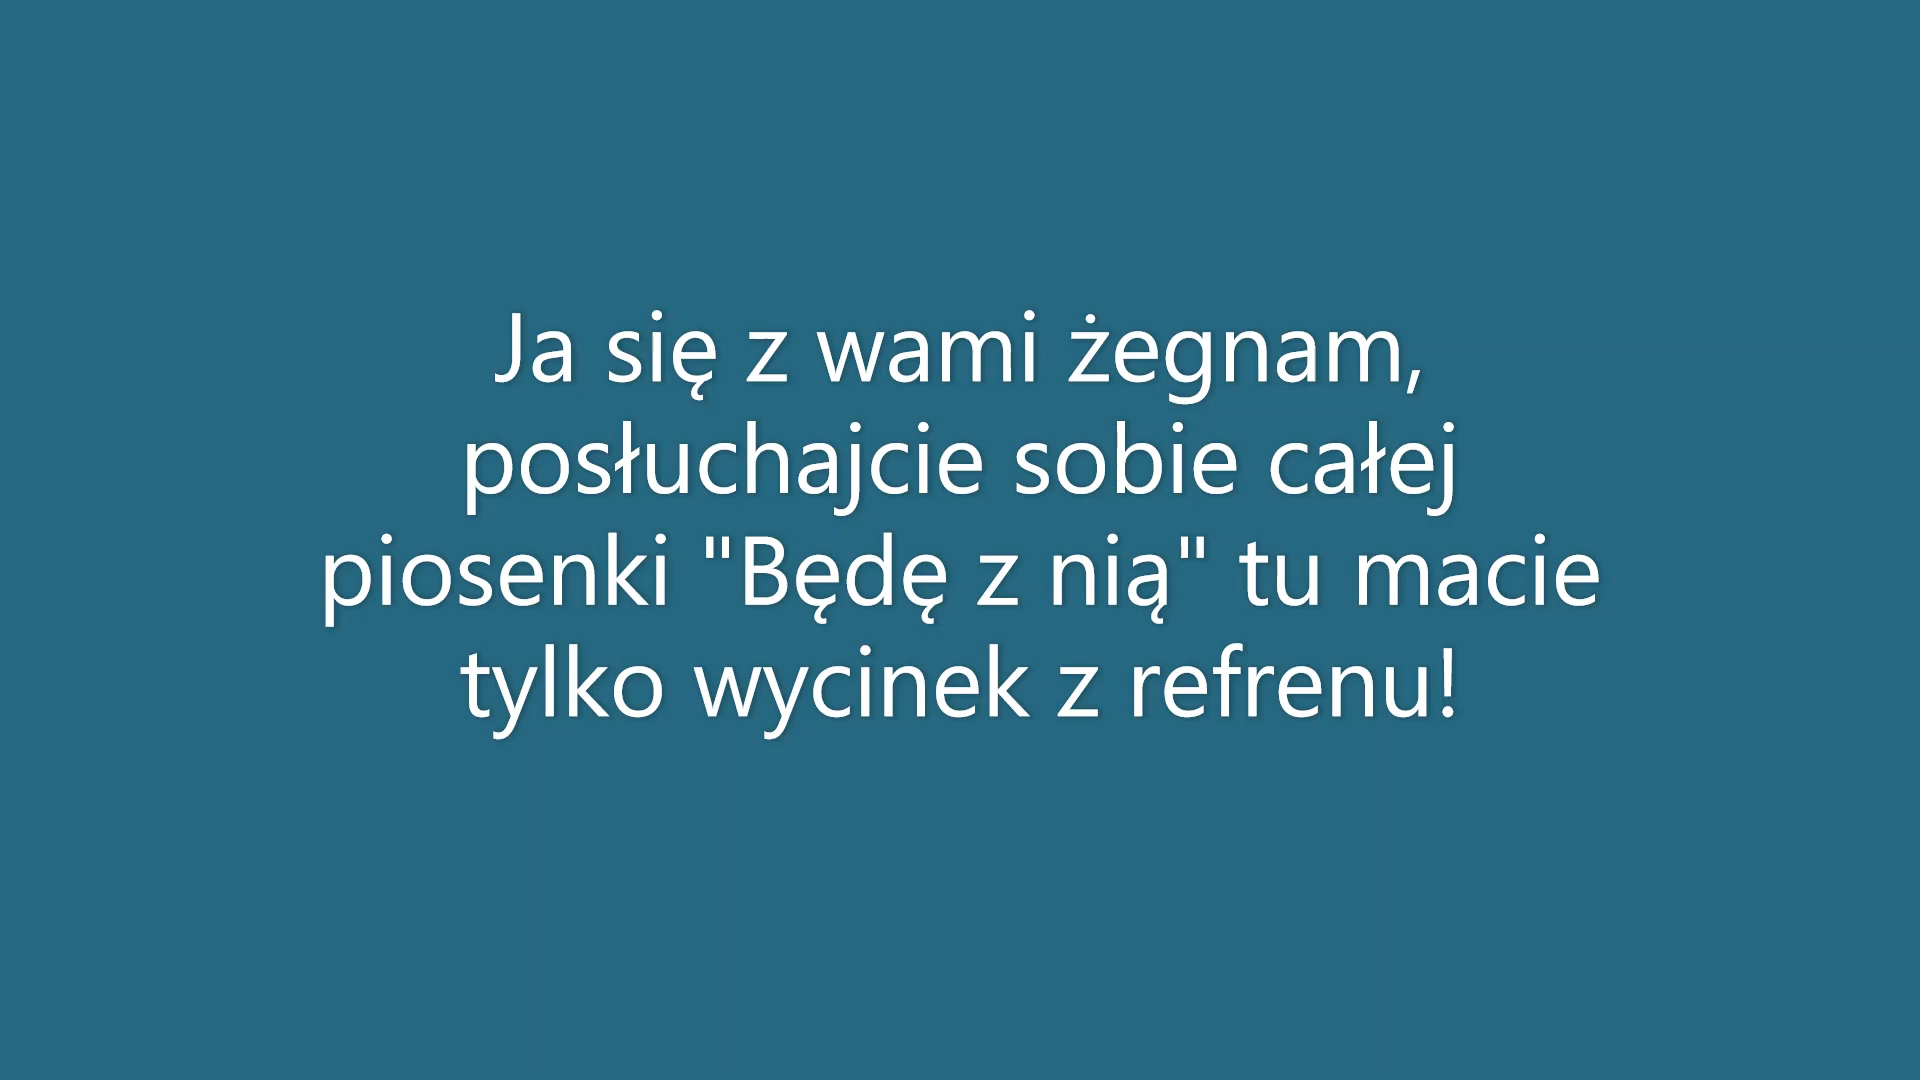 Ja się z wami żegnam,
posłuchajcie sobie całej
piosenki "Będę z nią" tu macie
tylko wycinek z refrenu!